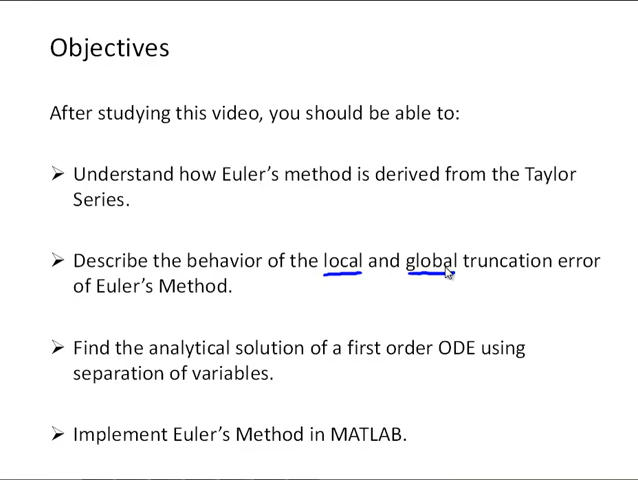 Objectives
After studying this video, you should be able to:
➢ Understand how Euler’s method is derived from the Taylor
Series.
➢ Describe the behavior of the local and global truncation error
of Euler’s Method.
➢ Find the analytical solution of a first order ODE using
separation of variables.
➢ Implement Euler’s Method in MATLAB.